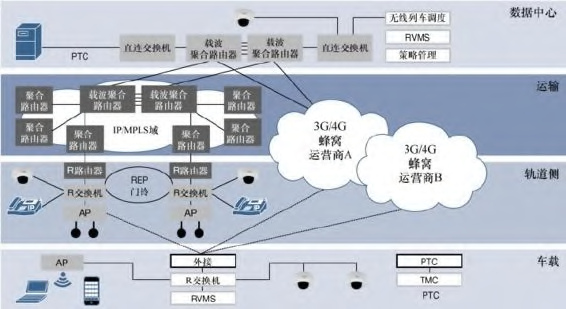 数据中心
无线列车调度
RVMS
策略管理
PTC
直连交换机
载波
聚合路由器
载波
聚合路由器
直连交换机
运输
聚合
路由器
载波聚合
路由器
载波聚合
路由器
聚合
路由器
聚合
路由器
IP/MPLS域
聚合
路由器
聚合
路由器
聚合
路由器
3G/4G
蜂窝
运营商A
3G/4G
蜂窝
运营商B
轨道侧
R路由器
R路由器
R交换机
REP
门铃
R交换机
AP
AP
车载
AP
外接
R交换机
RVMS
PTC
TMC
PTC